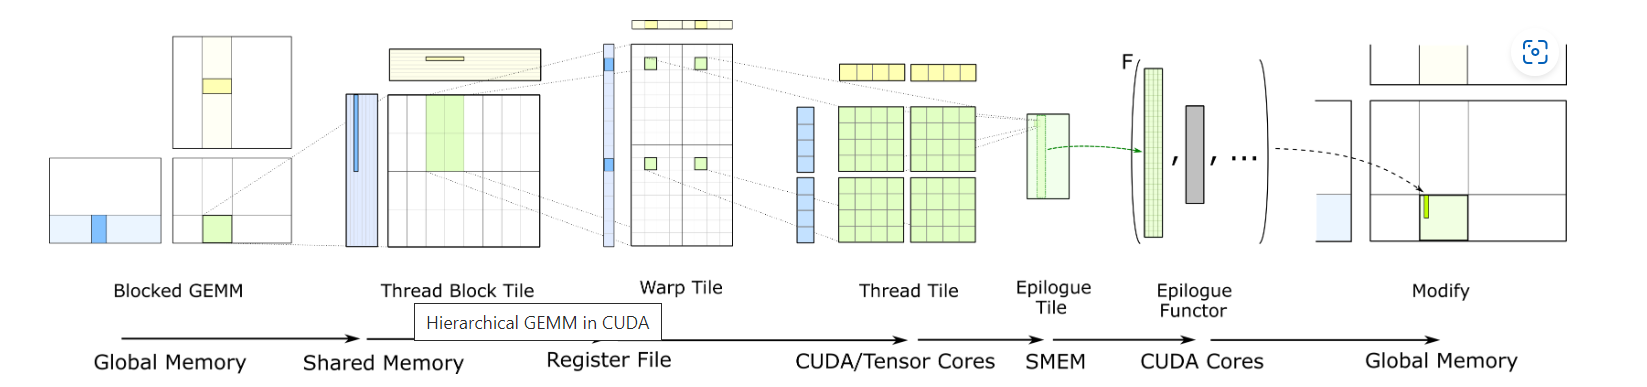 F
, , ...
Blocked GEMM
Thread Block Tile
Warp Tile
Thread Tile
Epilogue
Tile
Epilogue
Functor
Modify
Hierarchical GEMM in CUDA
Global Memory
Shared Memory
Register File
CUDA/Tensor Cores
SMEM
CUDA Cores
Global Memory